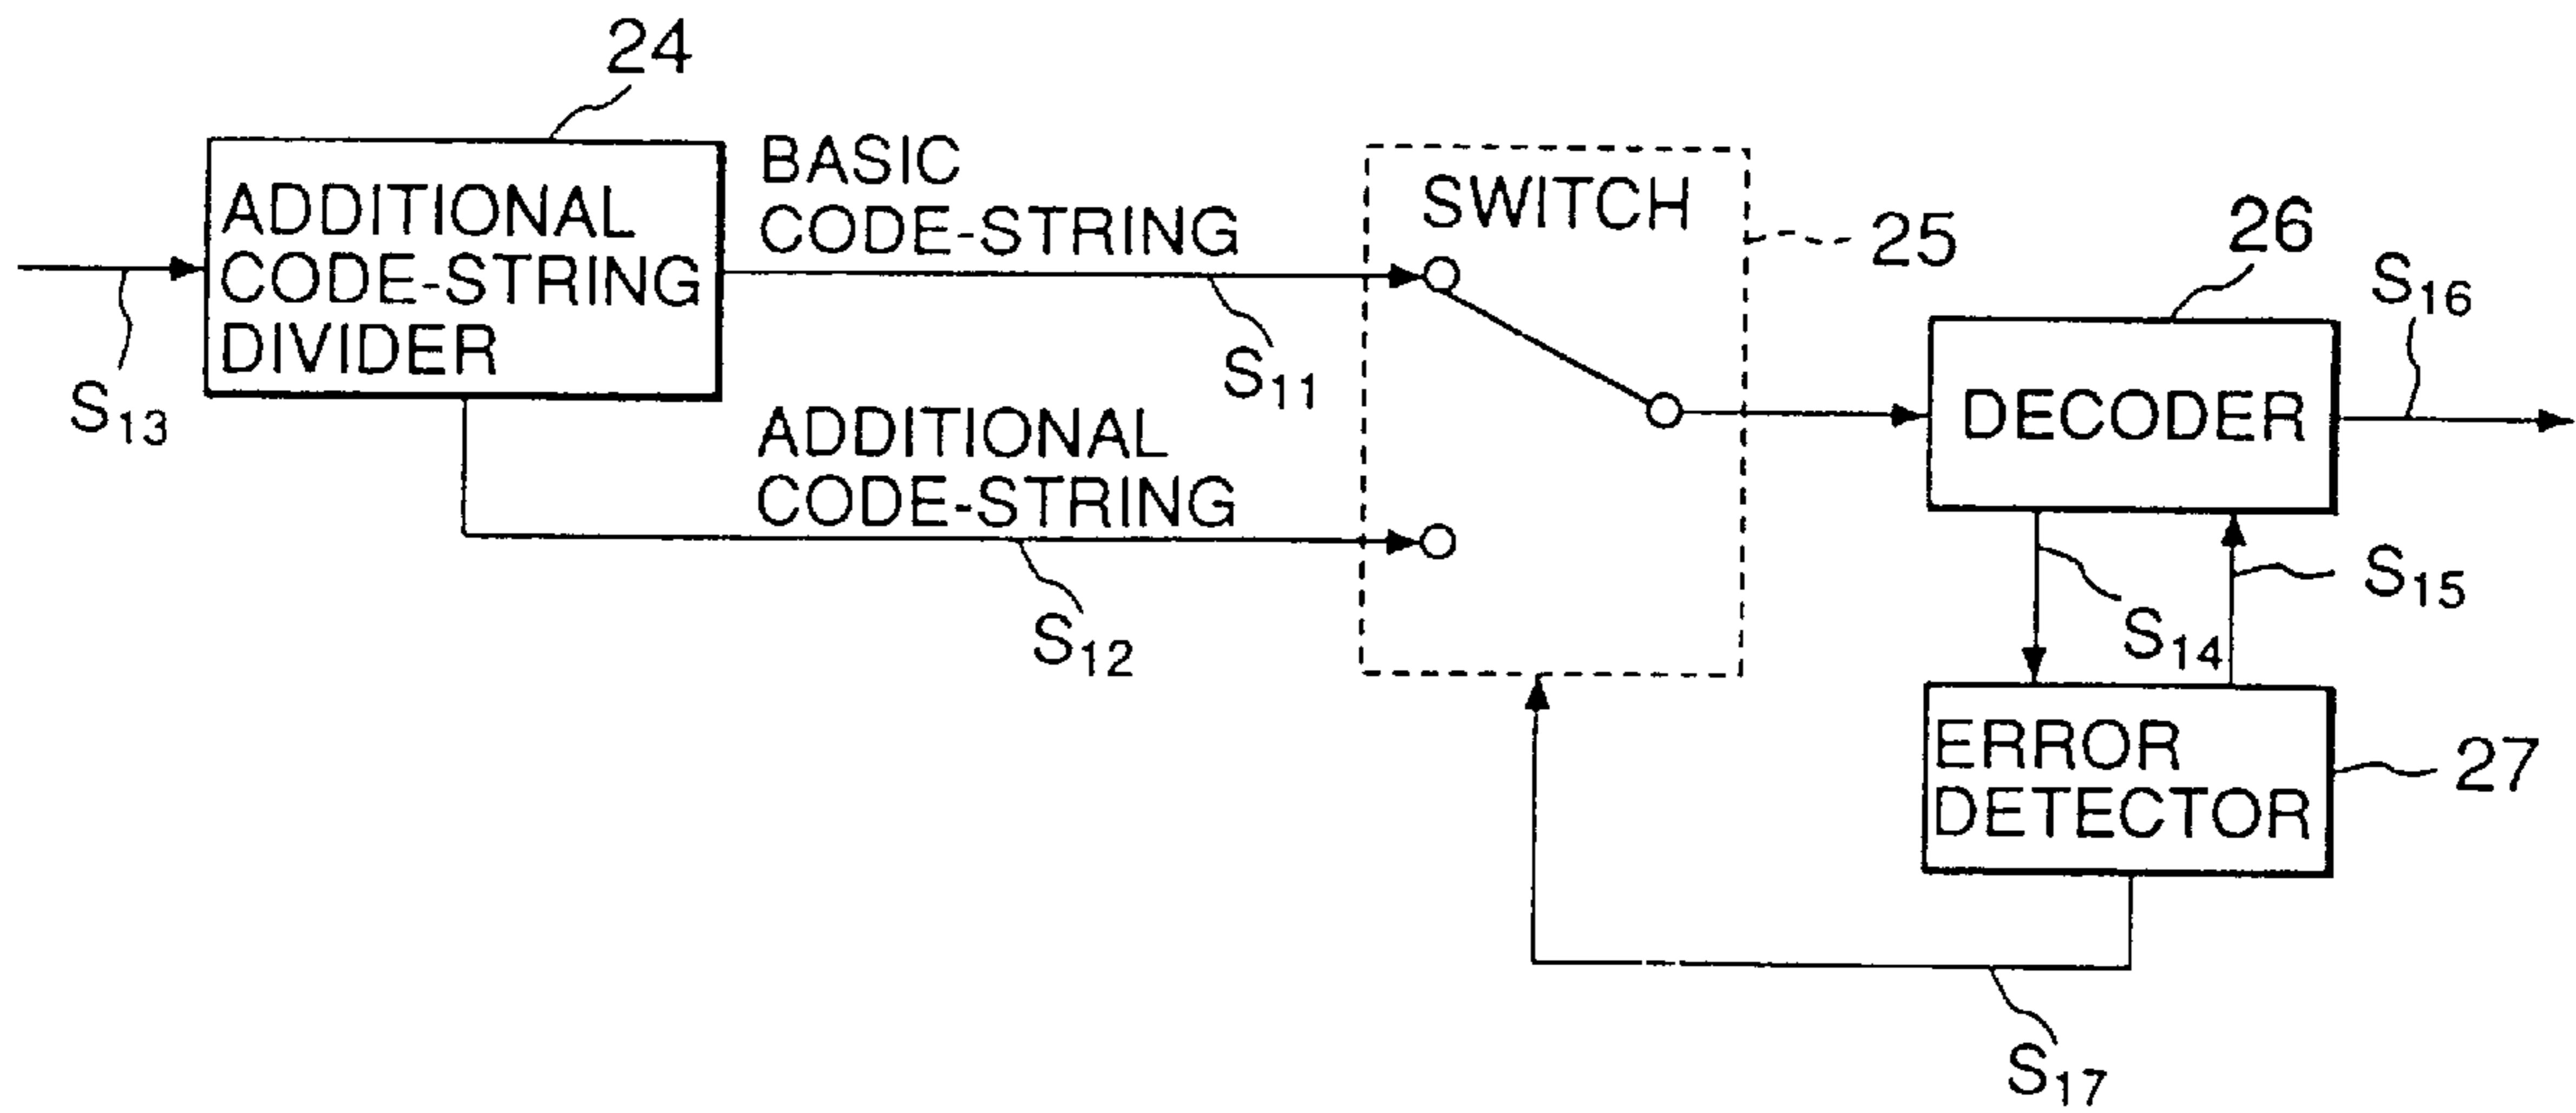 24
ADDITIONAL
CODE-STRING
DIVIDER
S13
BASIC
CODE-STRING
S11
ADDITIONAL
CODE-STRING
S12
SWITCH
25
26
DECODER
S16
S14
S15
ERROR
DETECTOR
27
S17